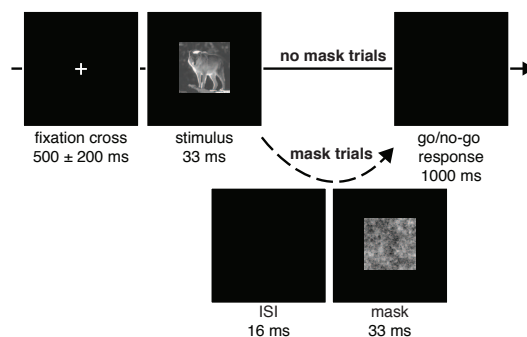 no mask trials
fixation cross
500 ± 200 ms
stimulus
33 ms
mask trials
go/no-go
response
1000 ms
ISI
16 ms
mask
33 ms